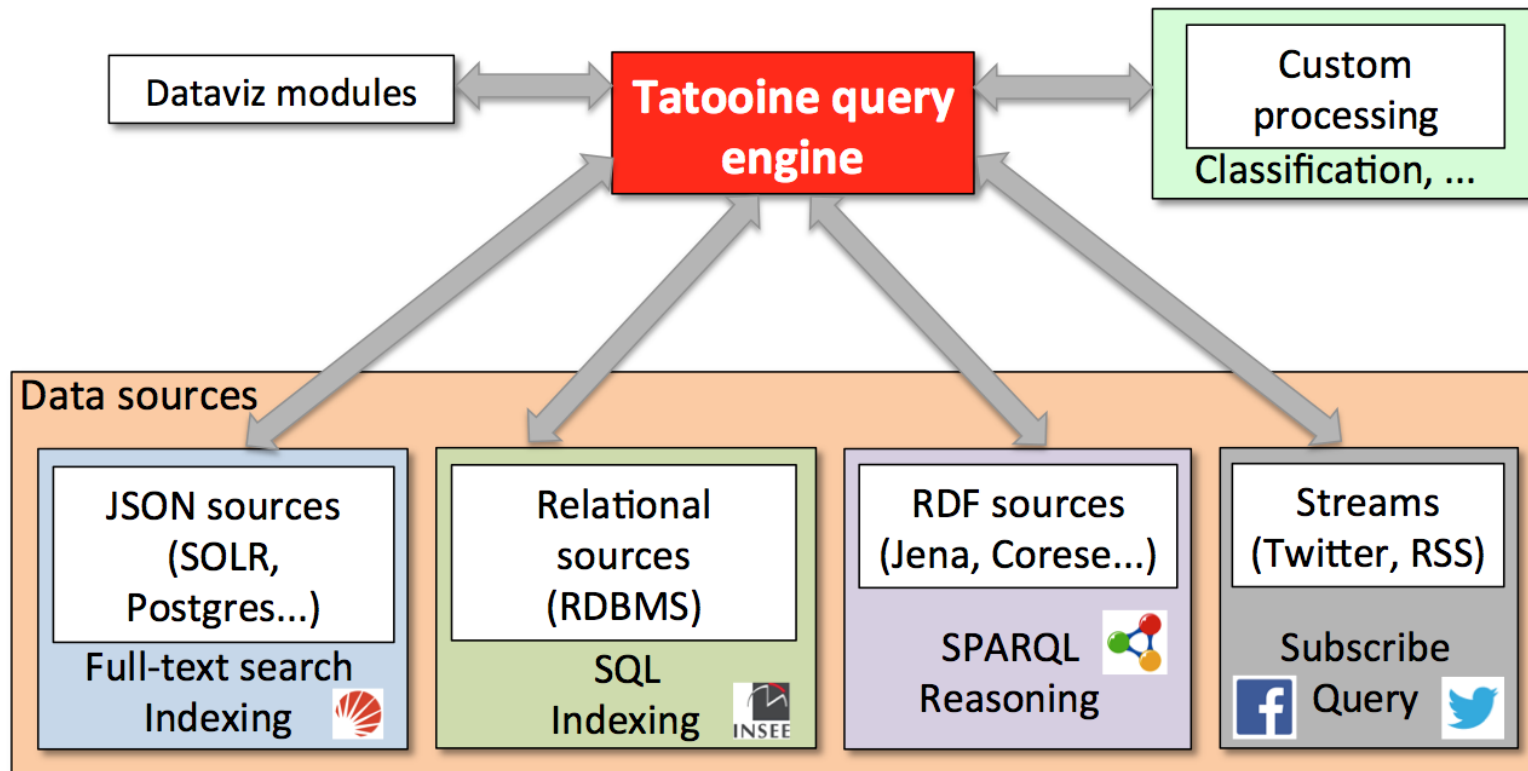 Dataviz modules
Tatooine query
engine
Custom
processing
Classification, ...
Data sources
JSON sources
(SOLR,
Postgres...)
Full-text search
Indexing
Relational
sources
(RDBMS)
SQL
Indexing
INSEE
RDF sources
(Jena, Corese...)
SPARQL
Reasoning
Streams
(Twitter, RSS)
Subscribe
Query
f